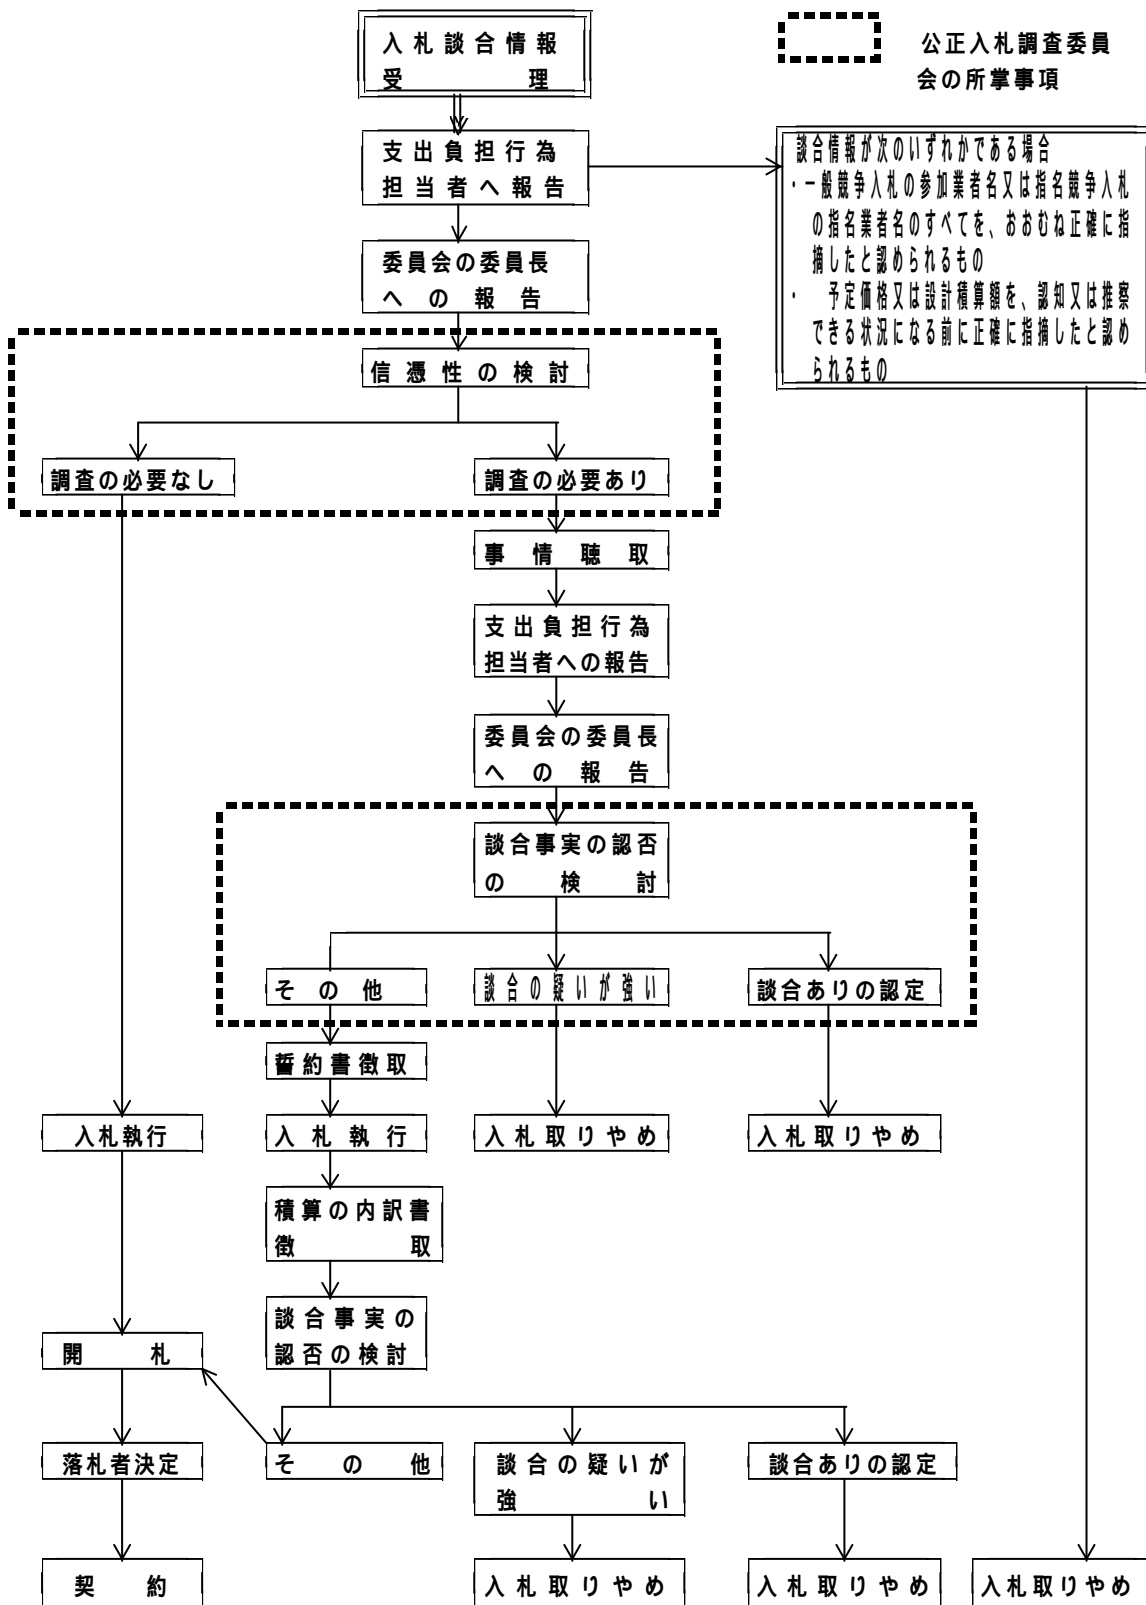 入札談合情報
受理
公正入札調査委員
会の所掌事項
支出負担行為
担当者へ報告
談合情報が次のいずれかである場合
・一般競争入札の参加業者名又は指名競争入札
の指名業者名のすべてを、おおむね正確に指
摘したと認められるもの
・ 予定価格又は設計積算額を、認知又は推察
できる状況になる前に正確に指摘したと認め
られるもの
委員会の委員長
への報告
信憑性の検討
調査の必要なし
調査の必要あり
事情聴取
支出負担行為
担当者への報告
委員会の委員長
への報告
談合事実の認否
の検討
その他
談合の疑いが強い
談合ありの認定
誓約書徴取
入札執行
入札執行
入札取りやめ
入札取りやめ
積算の内訳書
徴取
談合事実の
認否の検討
開札
落札者決定
その他
談合の疑いが
強い
談合ありの認定
契約
入札取りやめ
入札取りやめ
入札取りやめ